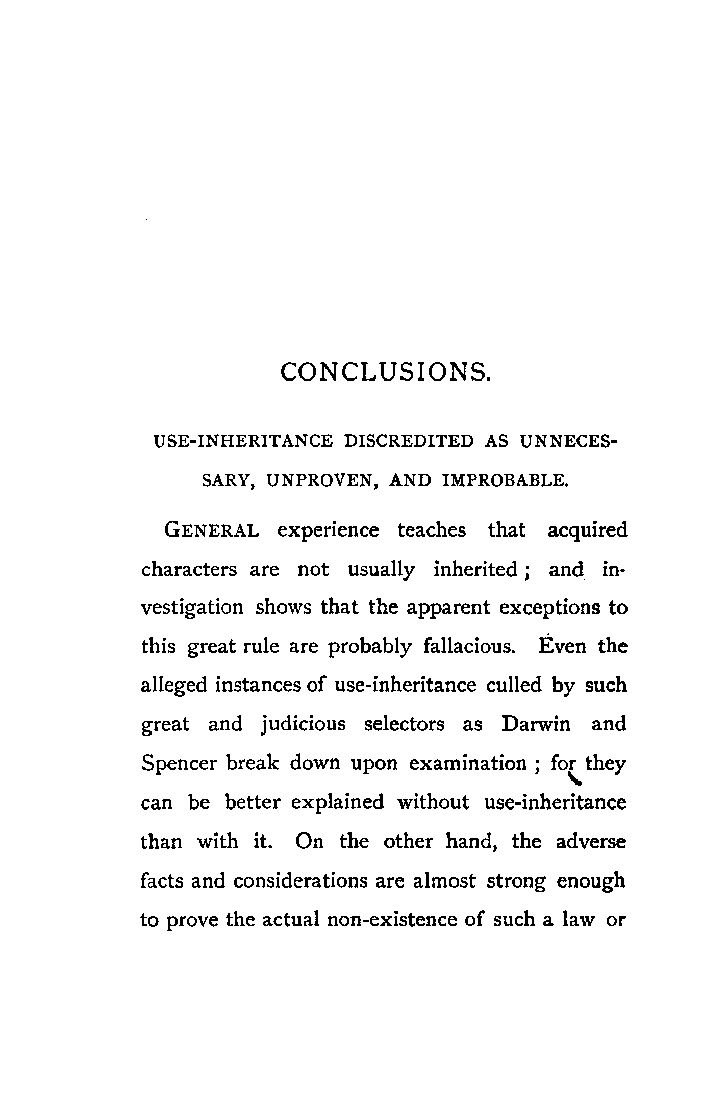 CONCLUSIONS.
USE-INHERITANCE DISCREDITED AS UNNECES-
SARY, UNPROVEN, AND IMPROBABLE.
GENERAL experience teaches that acquired
characters are not usually inherited ; and in-
vestigation shows that the apparent exceptions to
this great rule are probably fallacious. Even the
alleged instances of use-inheritance culled by such
great and judicious selectors as Darwin and
Spencer break down upon examination ; for they
can be better explained without use-inheritance
than with it. On the other hand, the adverse
facts and considerations are almost strong enough
to prove the actual non-existence of such a law or